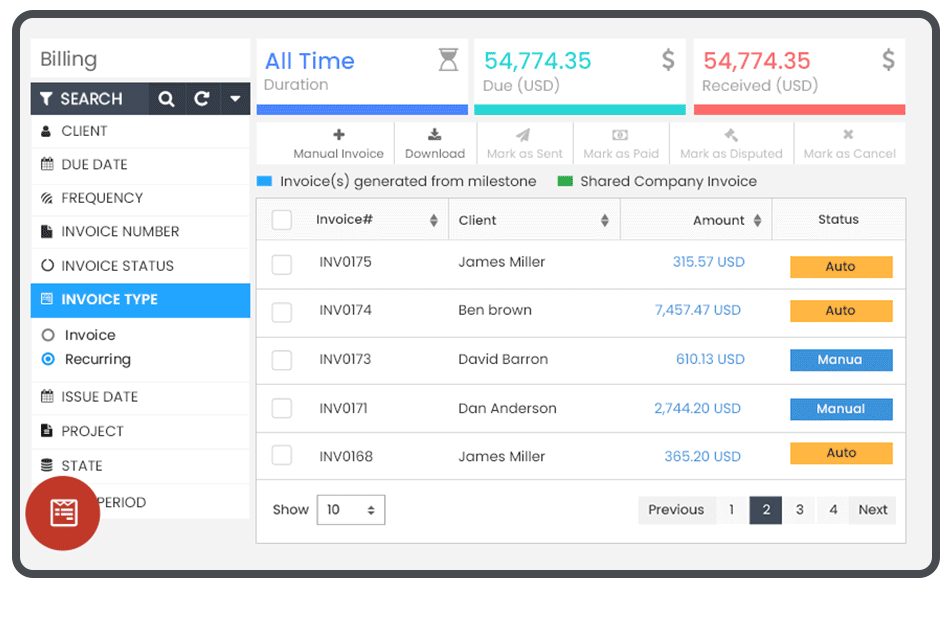 Billing
All Time
Duration
54,774.35
Due (USD)
54,774.35
Received (USD)
SEARCH
CLIENT
DUE DATE
FREQUENCY
INVOICE NUMBER
INVOICE STATUS
INVOICE TYPE
Invoice
Recurring
ISSUE DATE
PROJECT
STATE
PERIOD
Manual Invoice
Download
Mark as Sent
Mark as Paid
Mark as Disputed
Mark as Cancel
Invoice(s) generated from milestone
Shared Company Invoice
Invoice# Client Amount Status
INV0175 James Miller 315.57 USD Auto
INV0174 Ben brown 7,457.47 USD Auto
INV0173 David Barron 610.13 USD Manua
INV0171 Dan Anderson 2,744.20 USD Manual
INV0168 James Miller 365.20 USD Auto
Show 10
Previous 1 2 3 4 Next